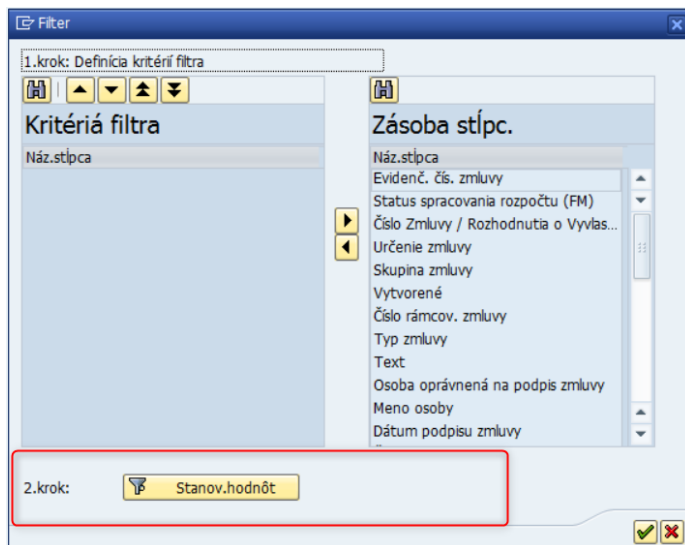 Filter
1.krok: Definícia kritérií filtra
Kritériá filtra
Náz.stĺpca
Zásoba stĺpc.
Náz.stĺpca
Evidenč. čís. zmluvy
Status spracovania rozpočtu (FM)
Číslo Zmluvy / Rozhodnutia o Vyvlas...
Určenie zmluvy
Skupina zmluvy
Vytvorené
Číslo rámcov. zmluvy
Typ zmluvy
Text
Osoba oprávnená na podpis zmluvy
Meno osoby
Dátum podpisu zmluvy
2.krok:
Stanov.hodnôt